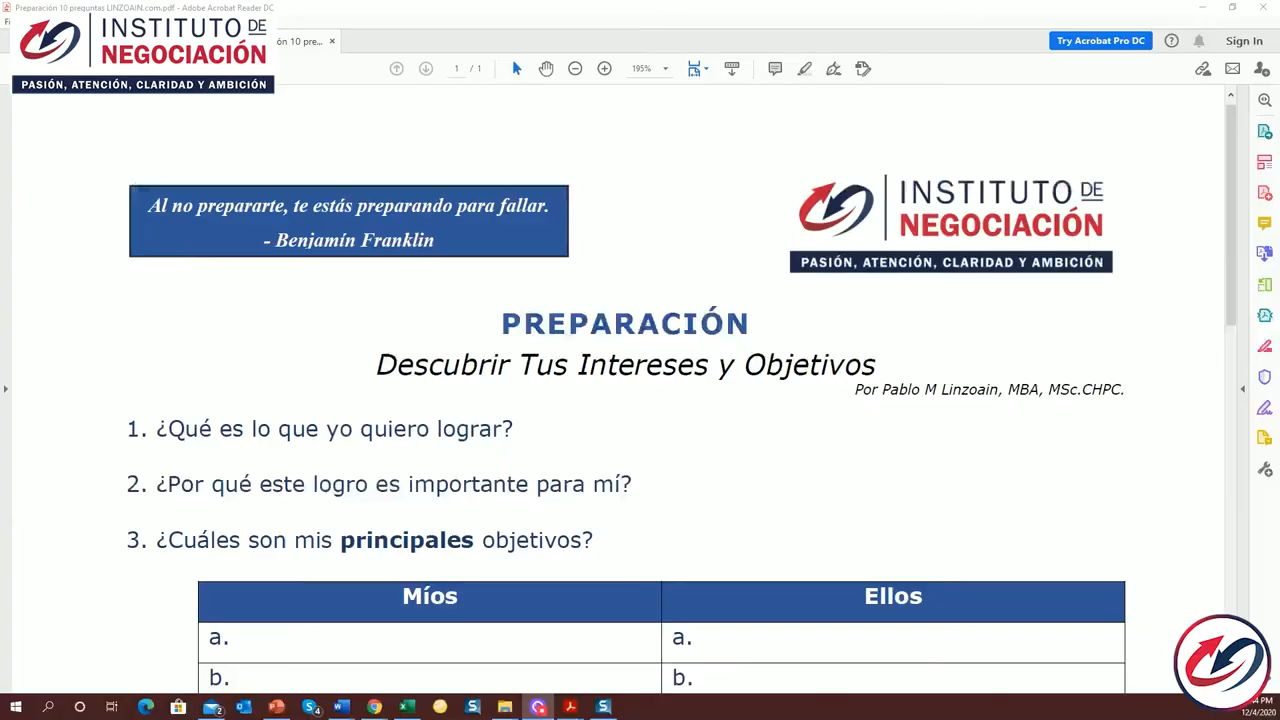 Preparación 10 preguntas LINZOAIN.com.pdf - Adobe Acrobat Reader DC
INSTITUTO DE
NEGOCIACIÓN
PASIÓN, ATENCIÓN, CLARIDAD Y AMBICIÓN
ón 10 pre... ×
Try Acrobat Pro DC
Sign In
1 / 1
195%
Al no prepararte, te estás preparando para fallar.
- Benjamín Franklin
INSTITUTO DE
NEGOCIACIÓN
PASIÓN, ATENCIÓN, CLARIDAD Y AMBICIÓN
PREPARACIÓN
Descubrir Tus Intereses y Objetivos
Por Pablo M Linzoain, MBA, MSc.CHPC.
1. ¿Qué es lo que yo quiero lograr?
2. ¿Por qué este logro es importante para mí?
3. ¿Cuáles son mis principales objetivos?
Míos Ellos
a. a.
b. b.
12/4/2020